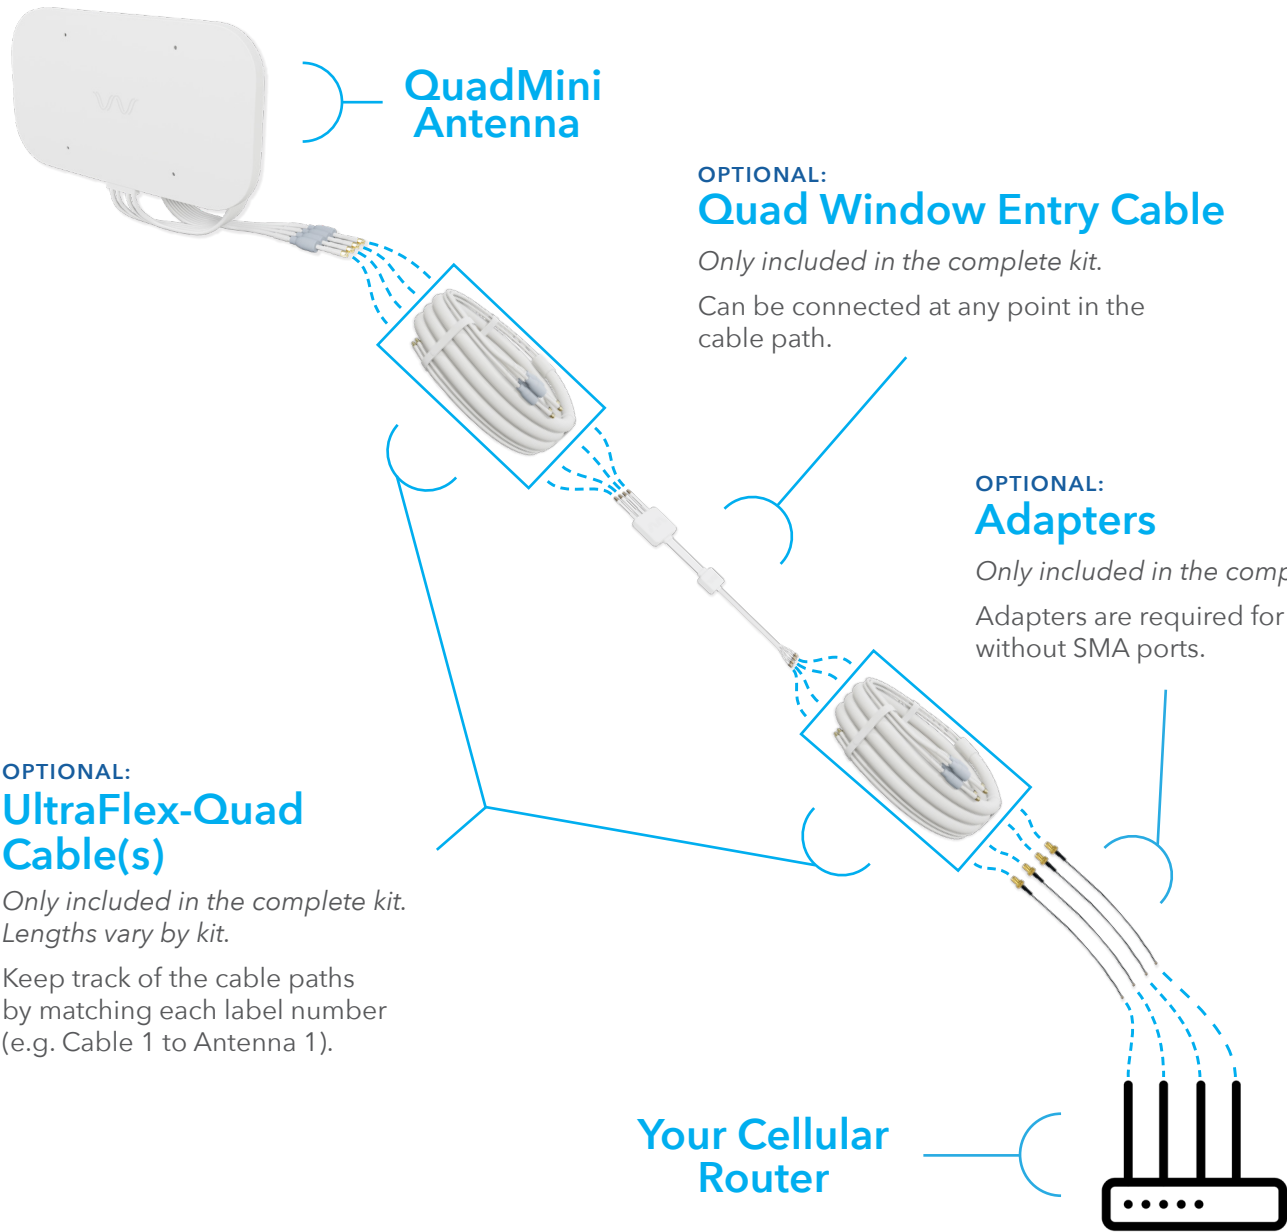 QuadMini
Antenna
OPTIONAL:
Quad Window Entry Cable
Only included in the complete kit.
Can be connected at any point in the
cable path.
OPTIONAL:
Adapters
Only included in the
Adapters are required for
without SMA ports.
OPTIONAL:
UltraFlex-Quad
Cable(s)
Only included in the complete kit.
Lengths vary by kit.
Keep track of the cable paths
by matching each label number
(e.g. Cable 1 to Antenna 1).
Your Cellular
Router